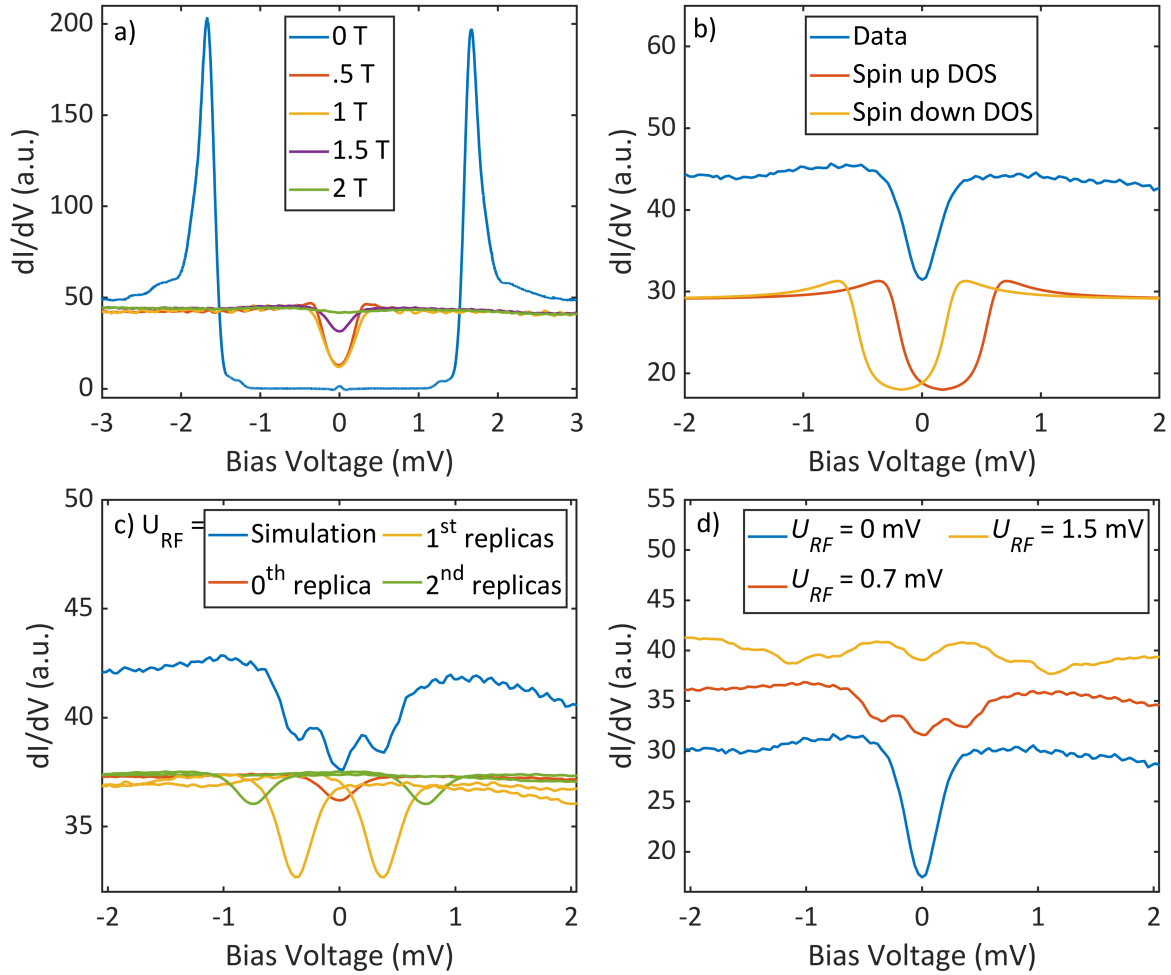 a)
0 T
.5 T
1 T
1.5 T
2 T
200
150
100
50
0
dI/dV (a.u.)
-3 -2 -1 0 1 2 3
Bias Voltage (mV)
b)
Data
Spin up DOS
Spin down DOS
60
50
40
30
20
dI/dV (a.u.)
-2 -1 0 1 2
Bias Voltage (mV)
c) U_RF =
Simulation
1st replicas
0th replica
2nd replicas
50
45
40
35
dI/dV (a.u.)
-2 -1 0 1 2
Bias Voltage (mV)
d)
U_RF = 0 mV
U_RF = 1.5 mV
U_RF = 0.7 mV
55
50
45
40
35
30
25
20
dI/dV (a.u.)
-2 -1 0 1 2
Bias Voltage (mV)